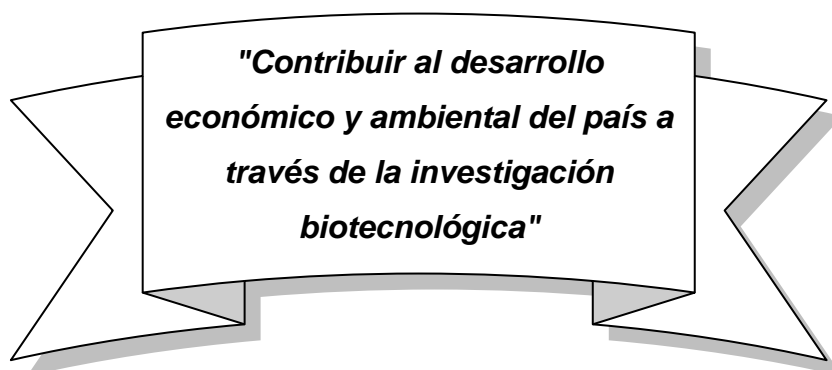 "Contribuir al desarrollo
económico y ambiental del país a
través de la investigación
biotecnológica"